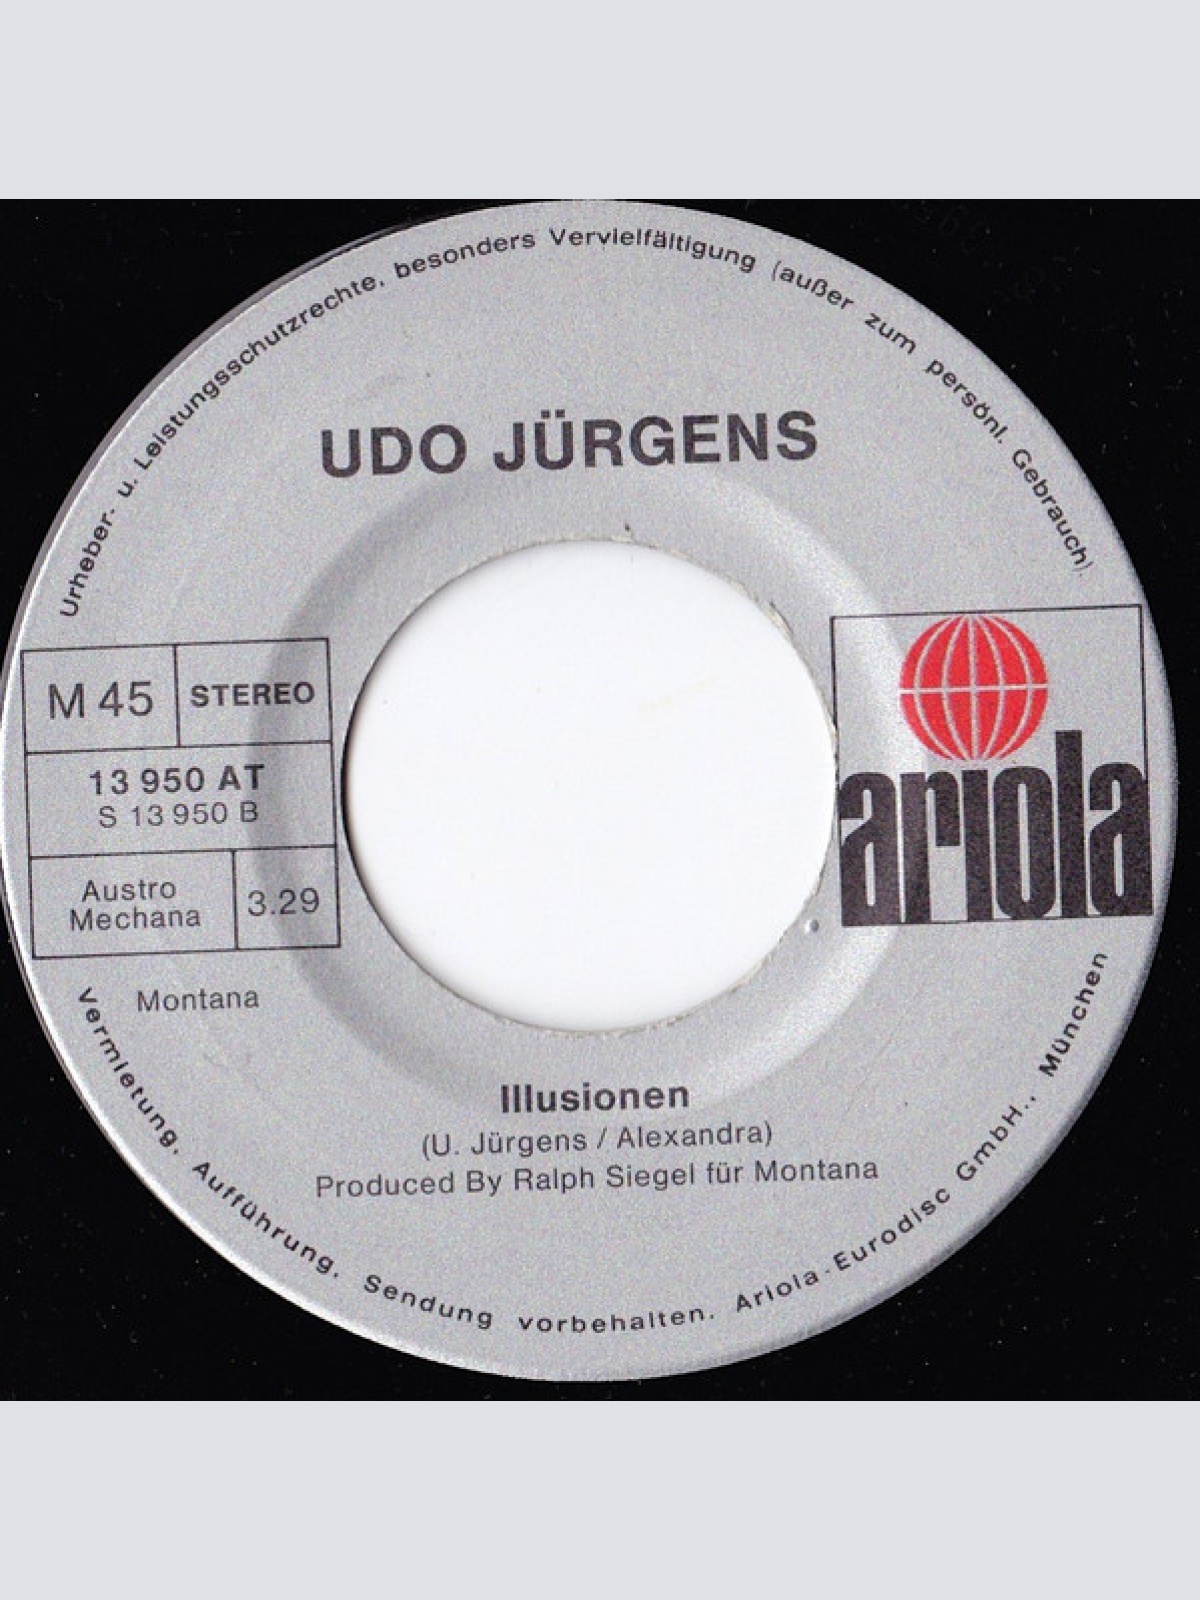 Urheber- u. Leistungsschutzrechte, besonders Vervielfältigung (außer zum persönl. Gebrauch).
UDO JÜRGENS
M 45
STEREO
13 950 AT
S 13 950 B
Austro
Mechana
3.29
Montana
ariola
Illusionen
(U. Jürgens / Alexandra)
Produced By Ralph Siegel für Montana
Vermietung, Aufführung, Sendung vorbehalten. Ariola-Eurodisc GmbH., München